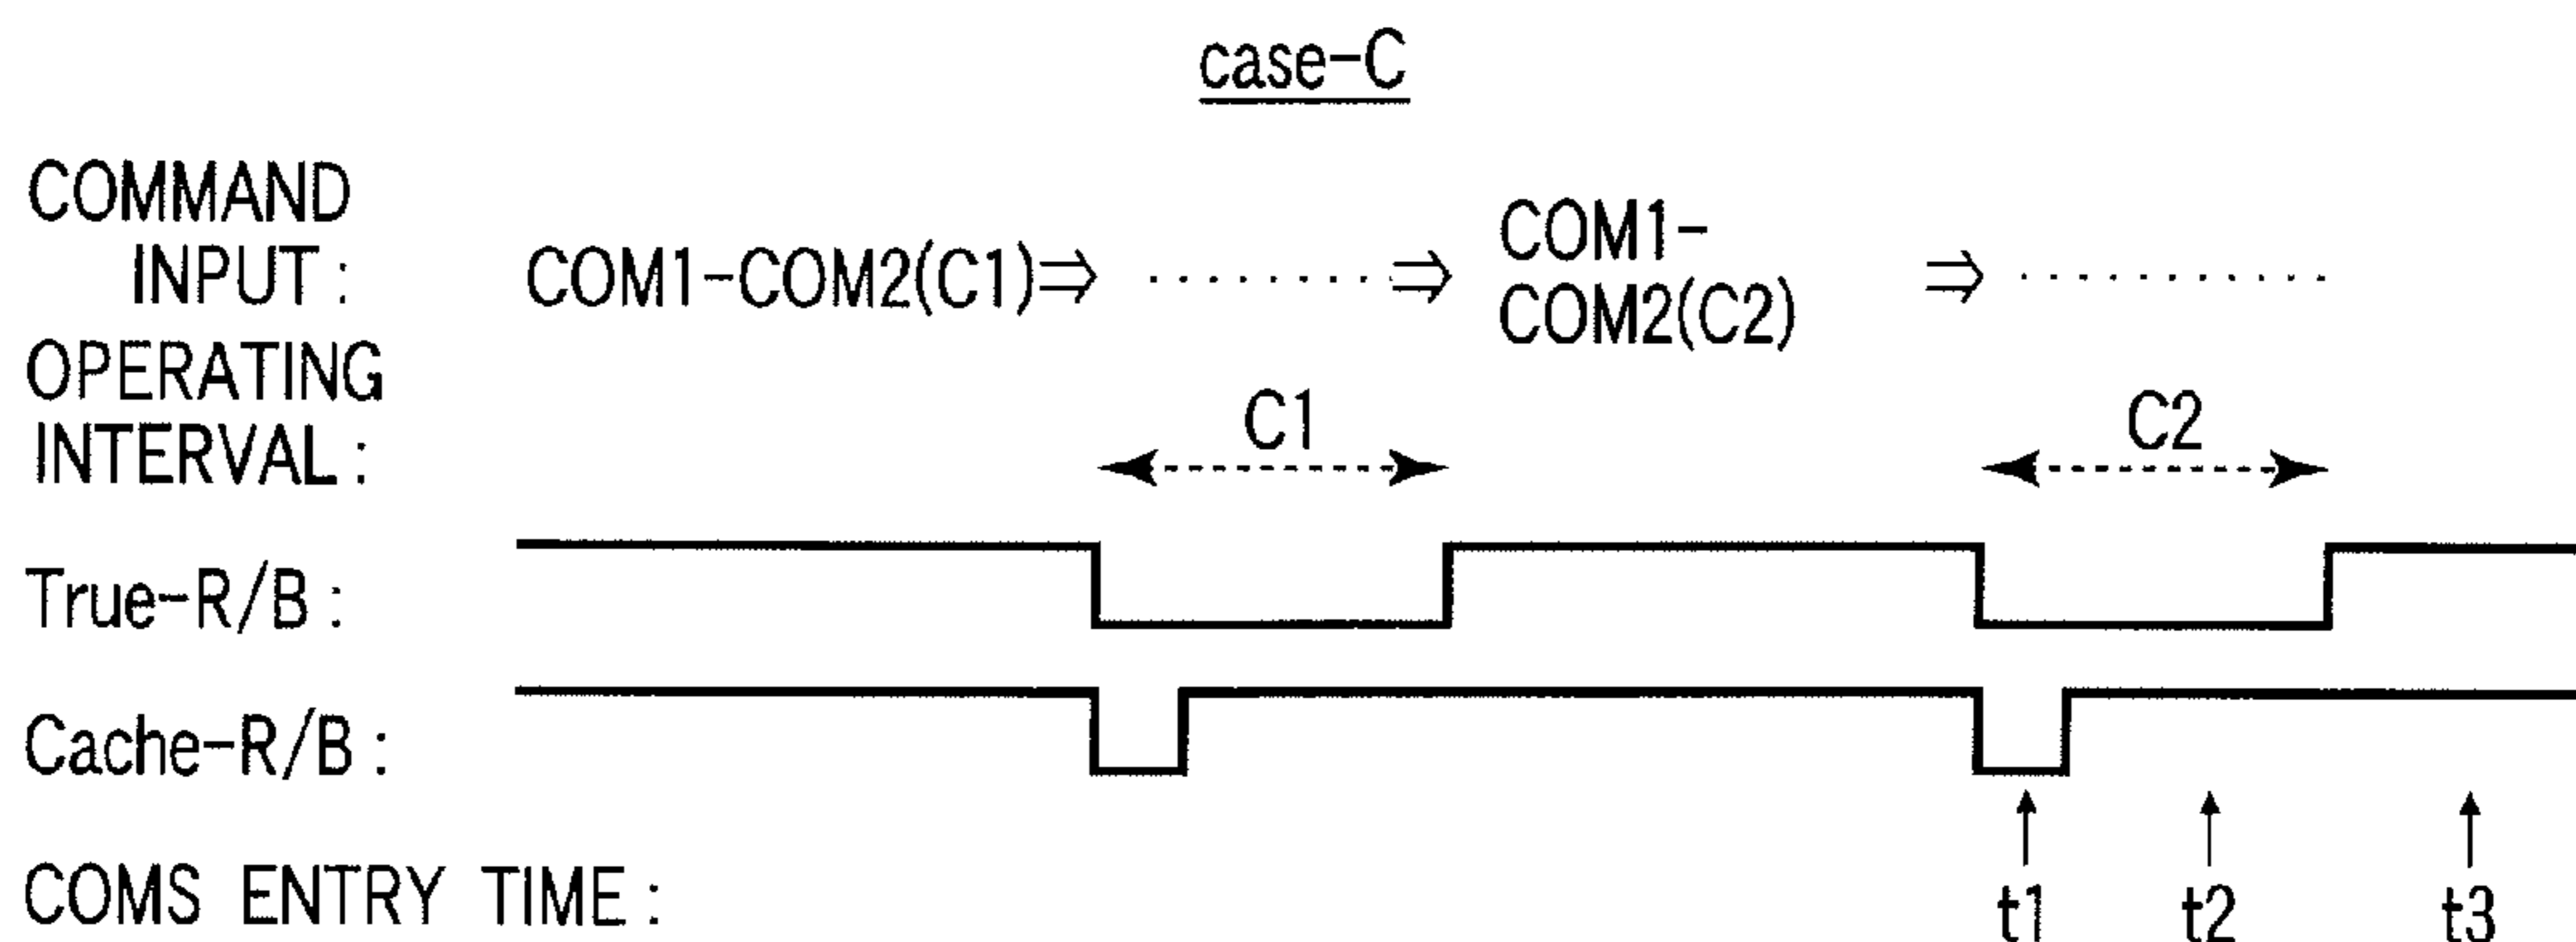 case-C
COMMAND
INPUT :
COM1-COM2(C1)⇒ ········⇒
COM1-
COM2(C2)
⇒ ··········
OPERATING
INTERVAL :
C1
C2
True-R/B :
Cache-R/B :
COMS ENTRY TIME :
t1 t2 t3